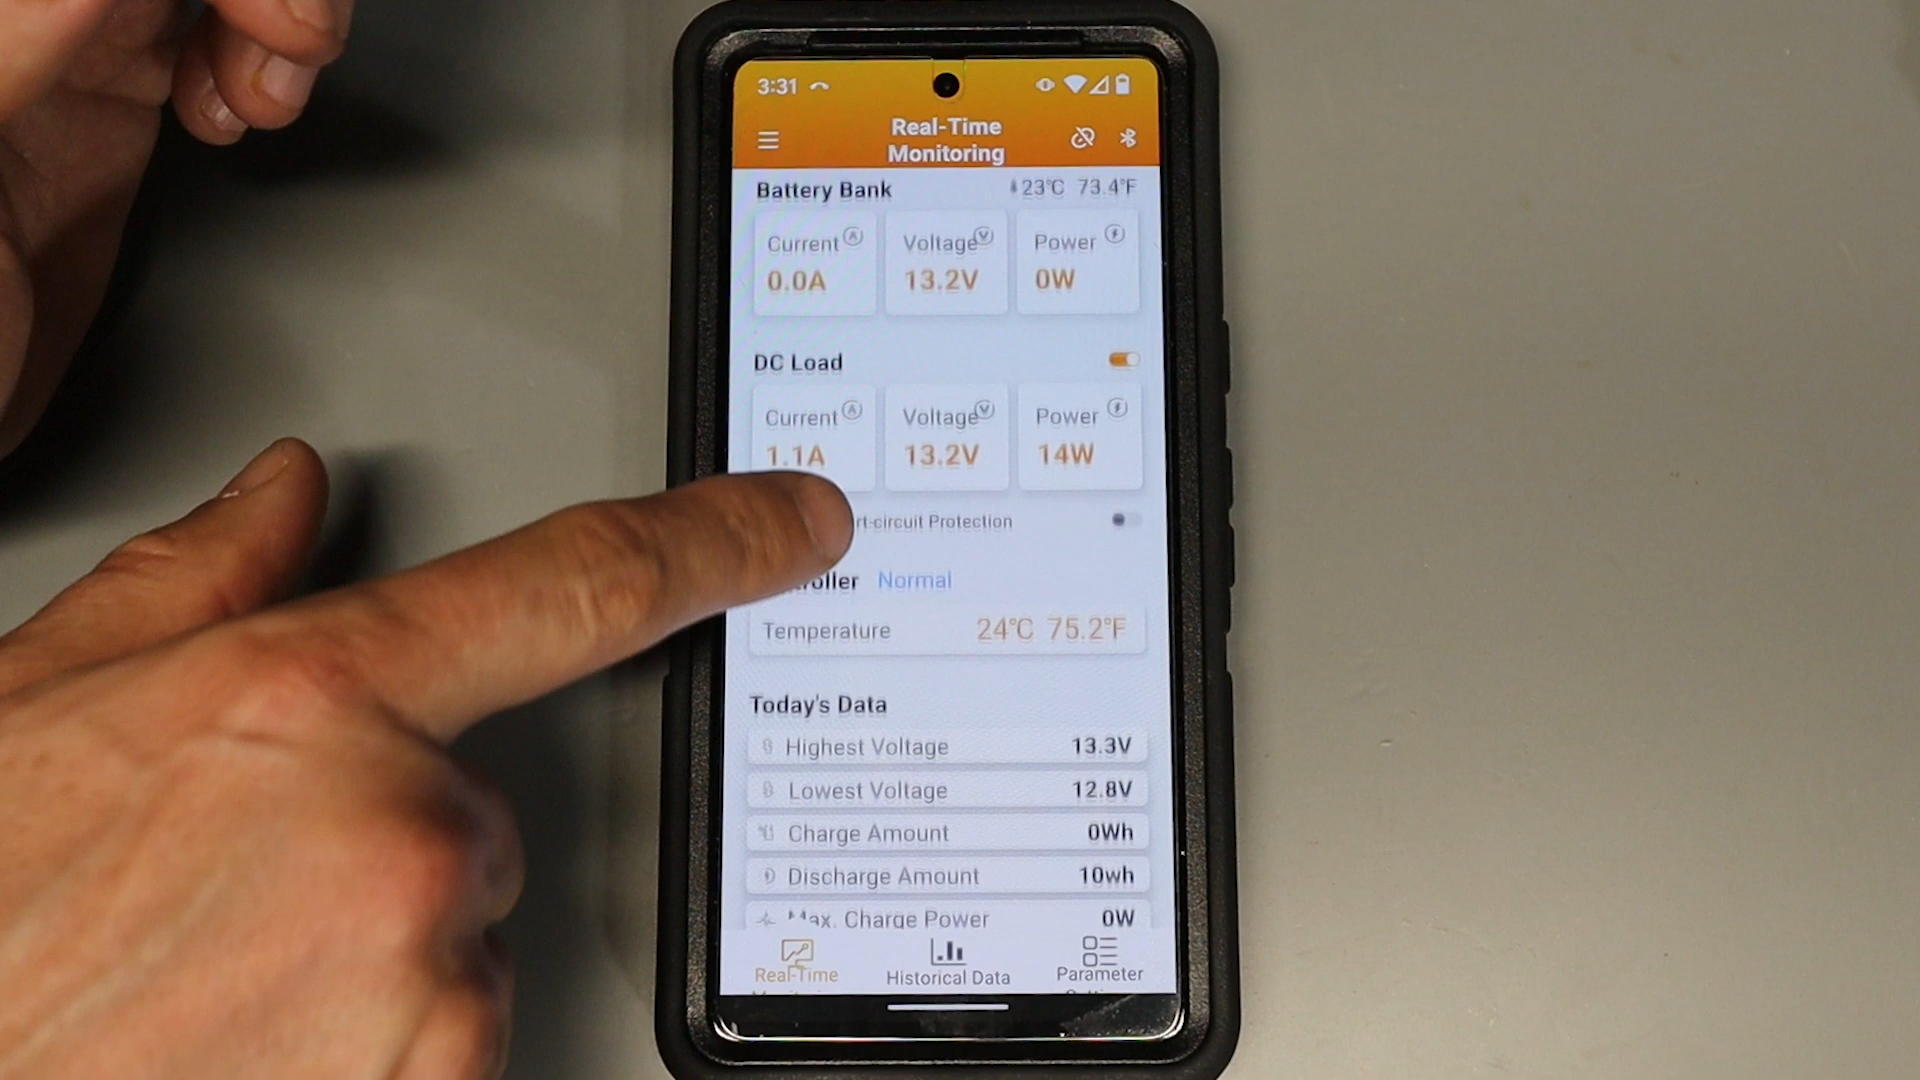 3:31
Real-Time
Monitoring
Battery Bank 23℃ 73.4℉
Current A Voltage V Power
0.0A 13.2V 0W
DC Load
Current A Voltage V Power
1.1A 13.2V 14W
rt-circuit Protection
roller Normal
Temperature 24℃ 75.2℉
Today's Data
Highest Voltage 13.3V
Lowest Voltage 12.8V
Charge Amount 0Wh
Discharge Amount 10wh
Max. Charge Power 0W
Real-Time Historical Data Parameter